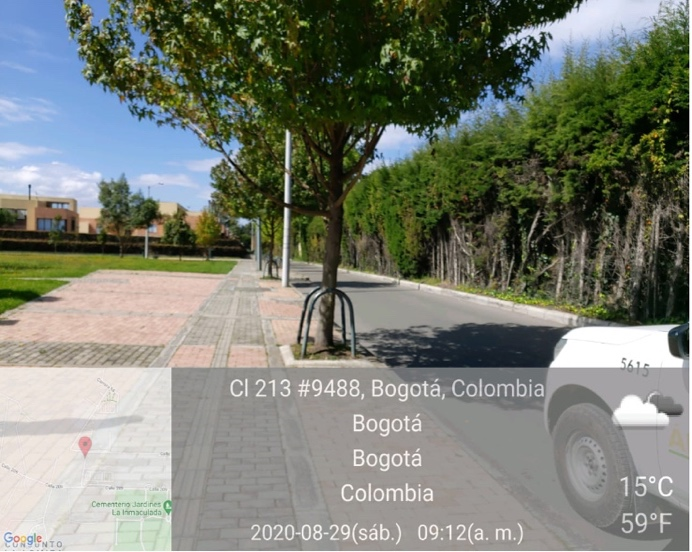 5615
Cl 213 #9488, Bogotá, Colombia
Bogotá
Bogotá
Colombia
2020-08-29(sáb.) 09:12(a. m.)
15°C
59°F
Cementerio Jardines
La Inmaculada
Google
CONJUNTO